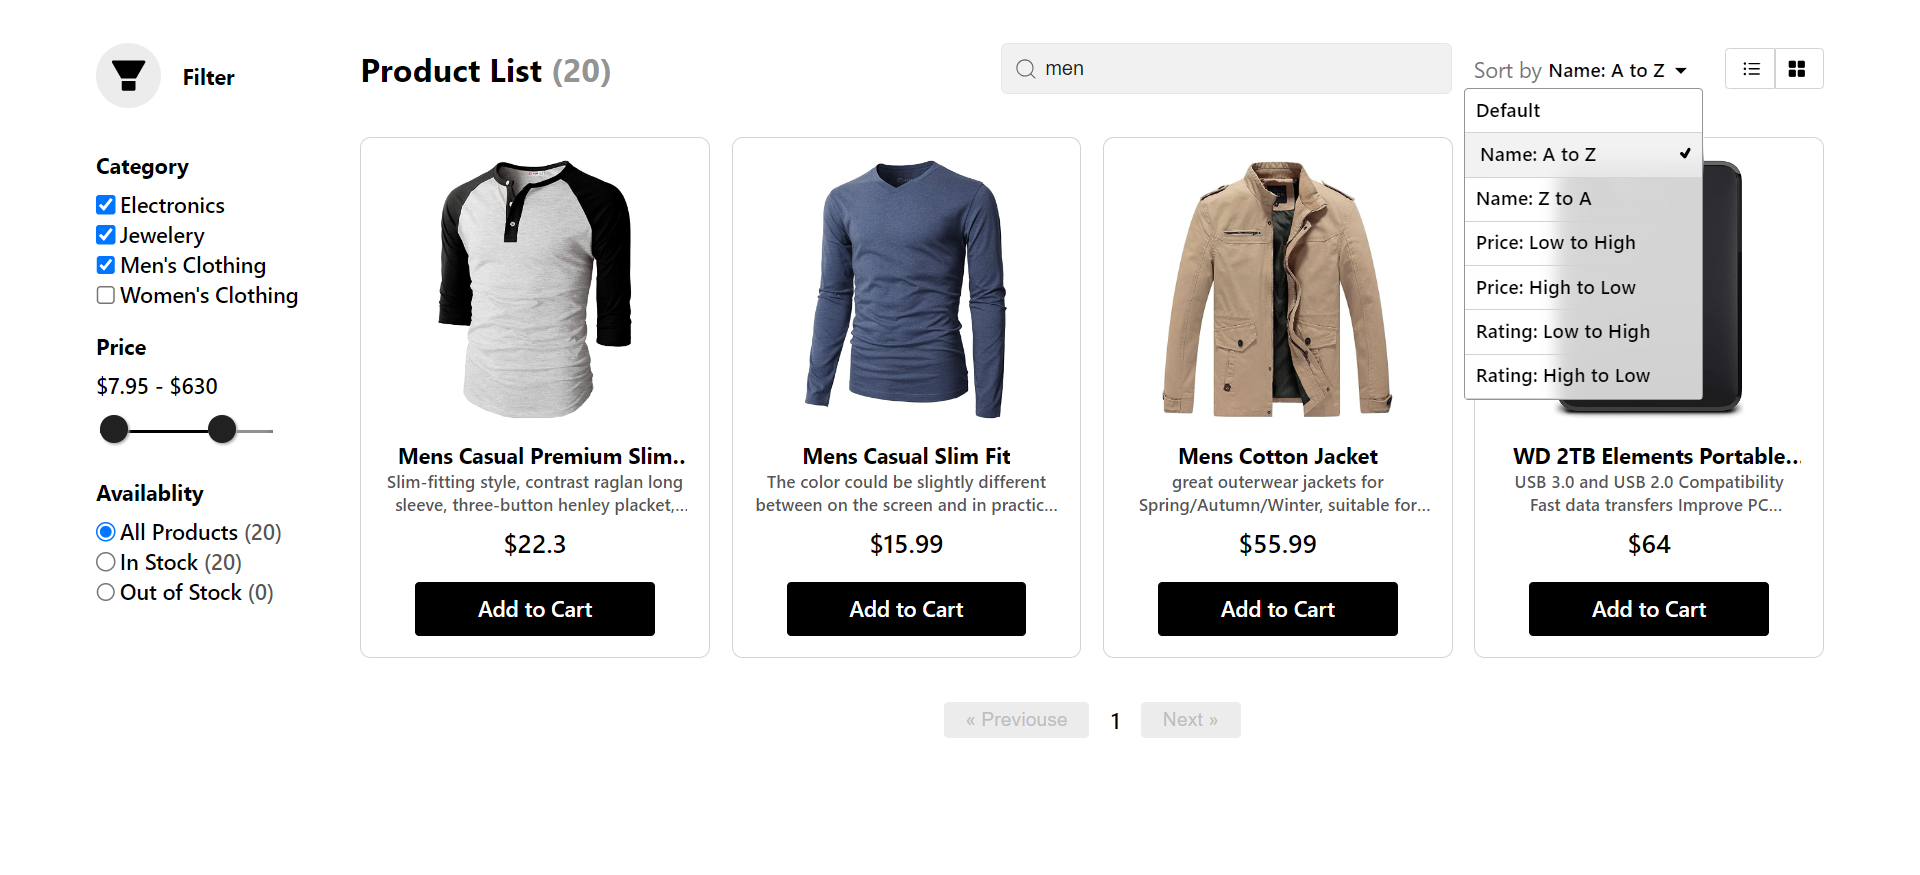 Filter
Product List (20)
men
Sort by Name: A to Z
Default
Name: A to Z
Name: Z to A
Price: Low to High
Price: High to Low
Rating: Low to High
Rating: High to Low
Category
Electronics
Jewelery
Men's Clothing
Women's Clothing
Price
$7.95 - $630
Availablity
All Products (20)
In Stock (20)
Out of Stock (0)
Mens Casual Premium Slim..
Slim-fitting style, contrast raglan long
sleeve, three-button henley placket,...
$22.3
Add to Cart
Mens Casual Slim Fit
The color could be slightly different
between on the screen and in practic...
$15.99
Add to Cart
Mens Cotton Jacket
great outerwear jackets for
Spring/Autumn/Winter, suitable for...
$55.99
Add to Cart
WD 2TB Elements Portable...
USB 3.0 and USB 2.0 Compatibility
Fast data transfers Improve PC...
$64
Add to Cart
« Previouse
1
Next »